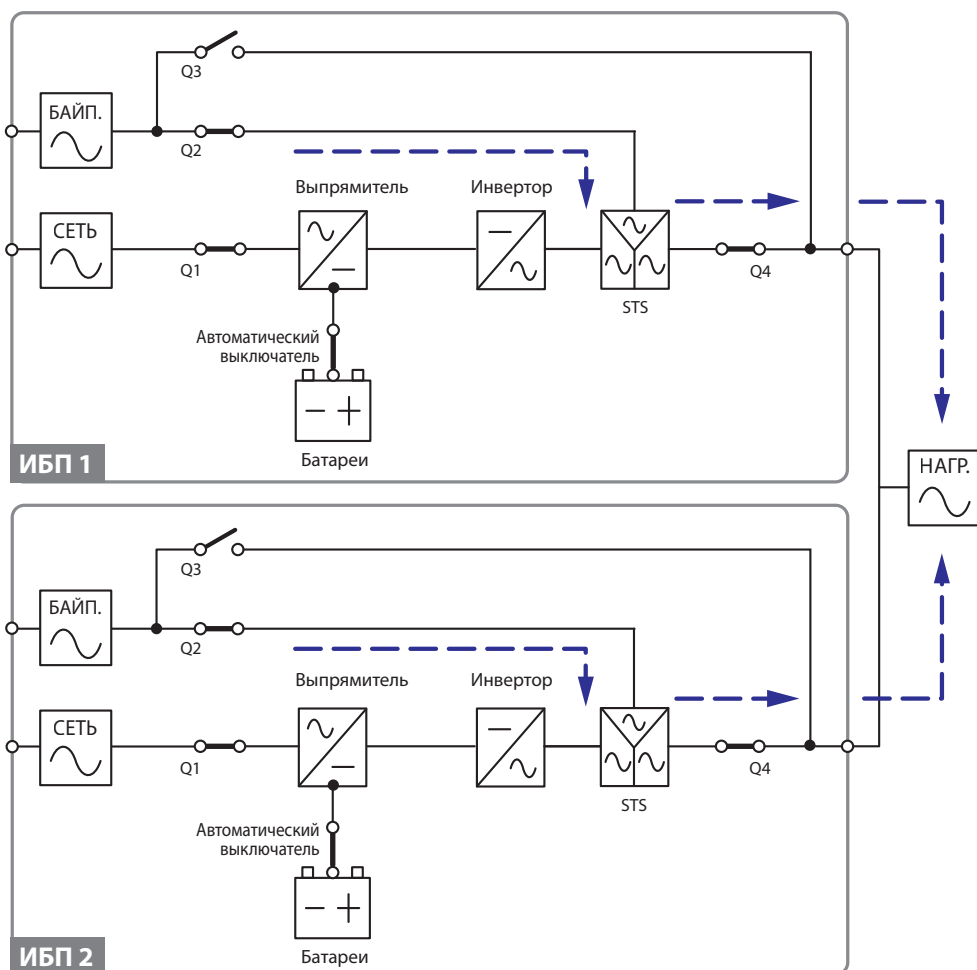 Q3
БАЙП.
Q2
Выпрямитель
Инвертор
СЕТЬ
Q1
Q4
STS
Автоматический
выключатель
Батареи
ИБП 1
НАГР.
Q3
БАЙП.
Q2
Выпрямитель
Инвертор
СЕТЬ
Q1
Q4
STS
Автоматический
выключатель
Батареи
ИБП 2